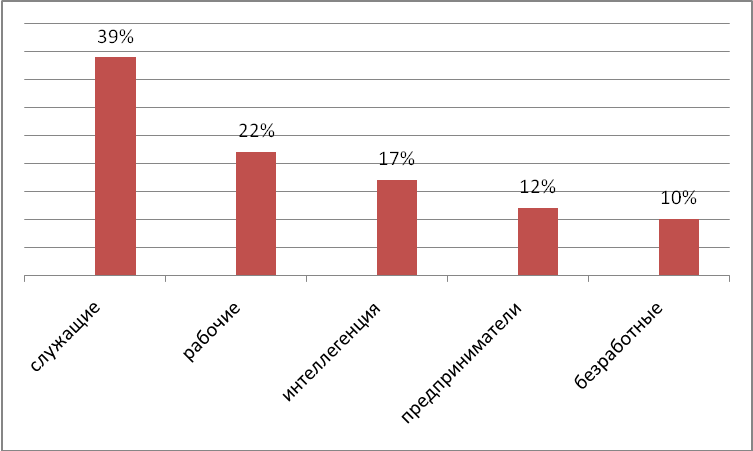 39%
22%
17%
12%
10%
служащие
рабочие
интеллегенция
предприниматели
безработные